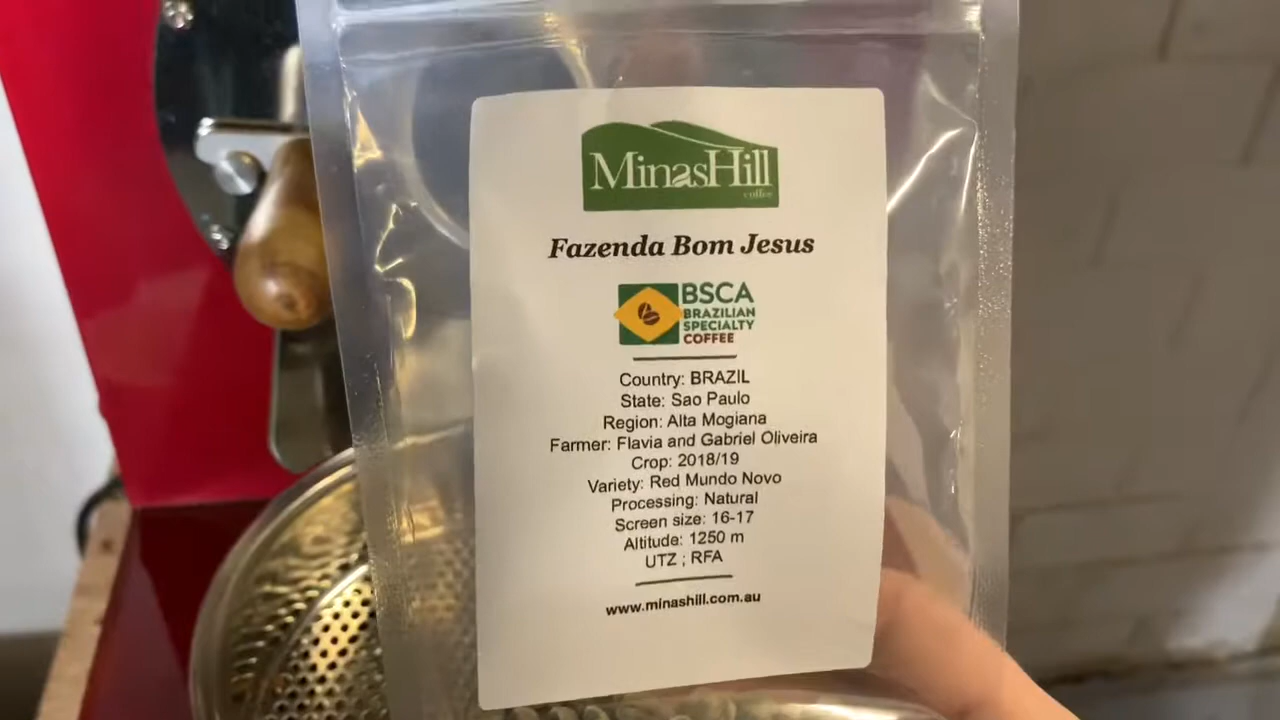 MinasHill
coffee
Fazenda Bom Jesus
BSCA
BRAZILIAN
SPECIALTY
COFFEE
Country: BRAZIL
State: Sao Paulo
Region: Alta Mogiana
Farmer: Flavia and Gabriel Oliveira
Crop: 2018/19
Variety: Red Mundo Novo
Processing: Natural
Screen size: 16-17
Altitude: 1250 m
UTZ ; RFA
www.minashill.com.au